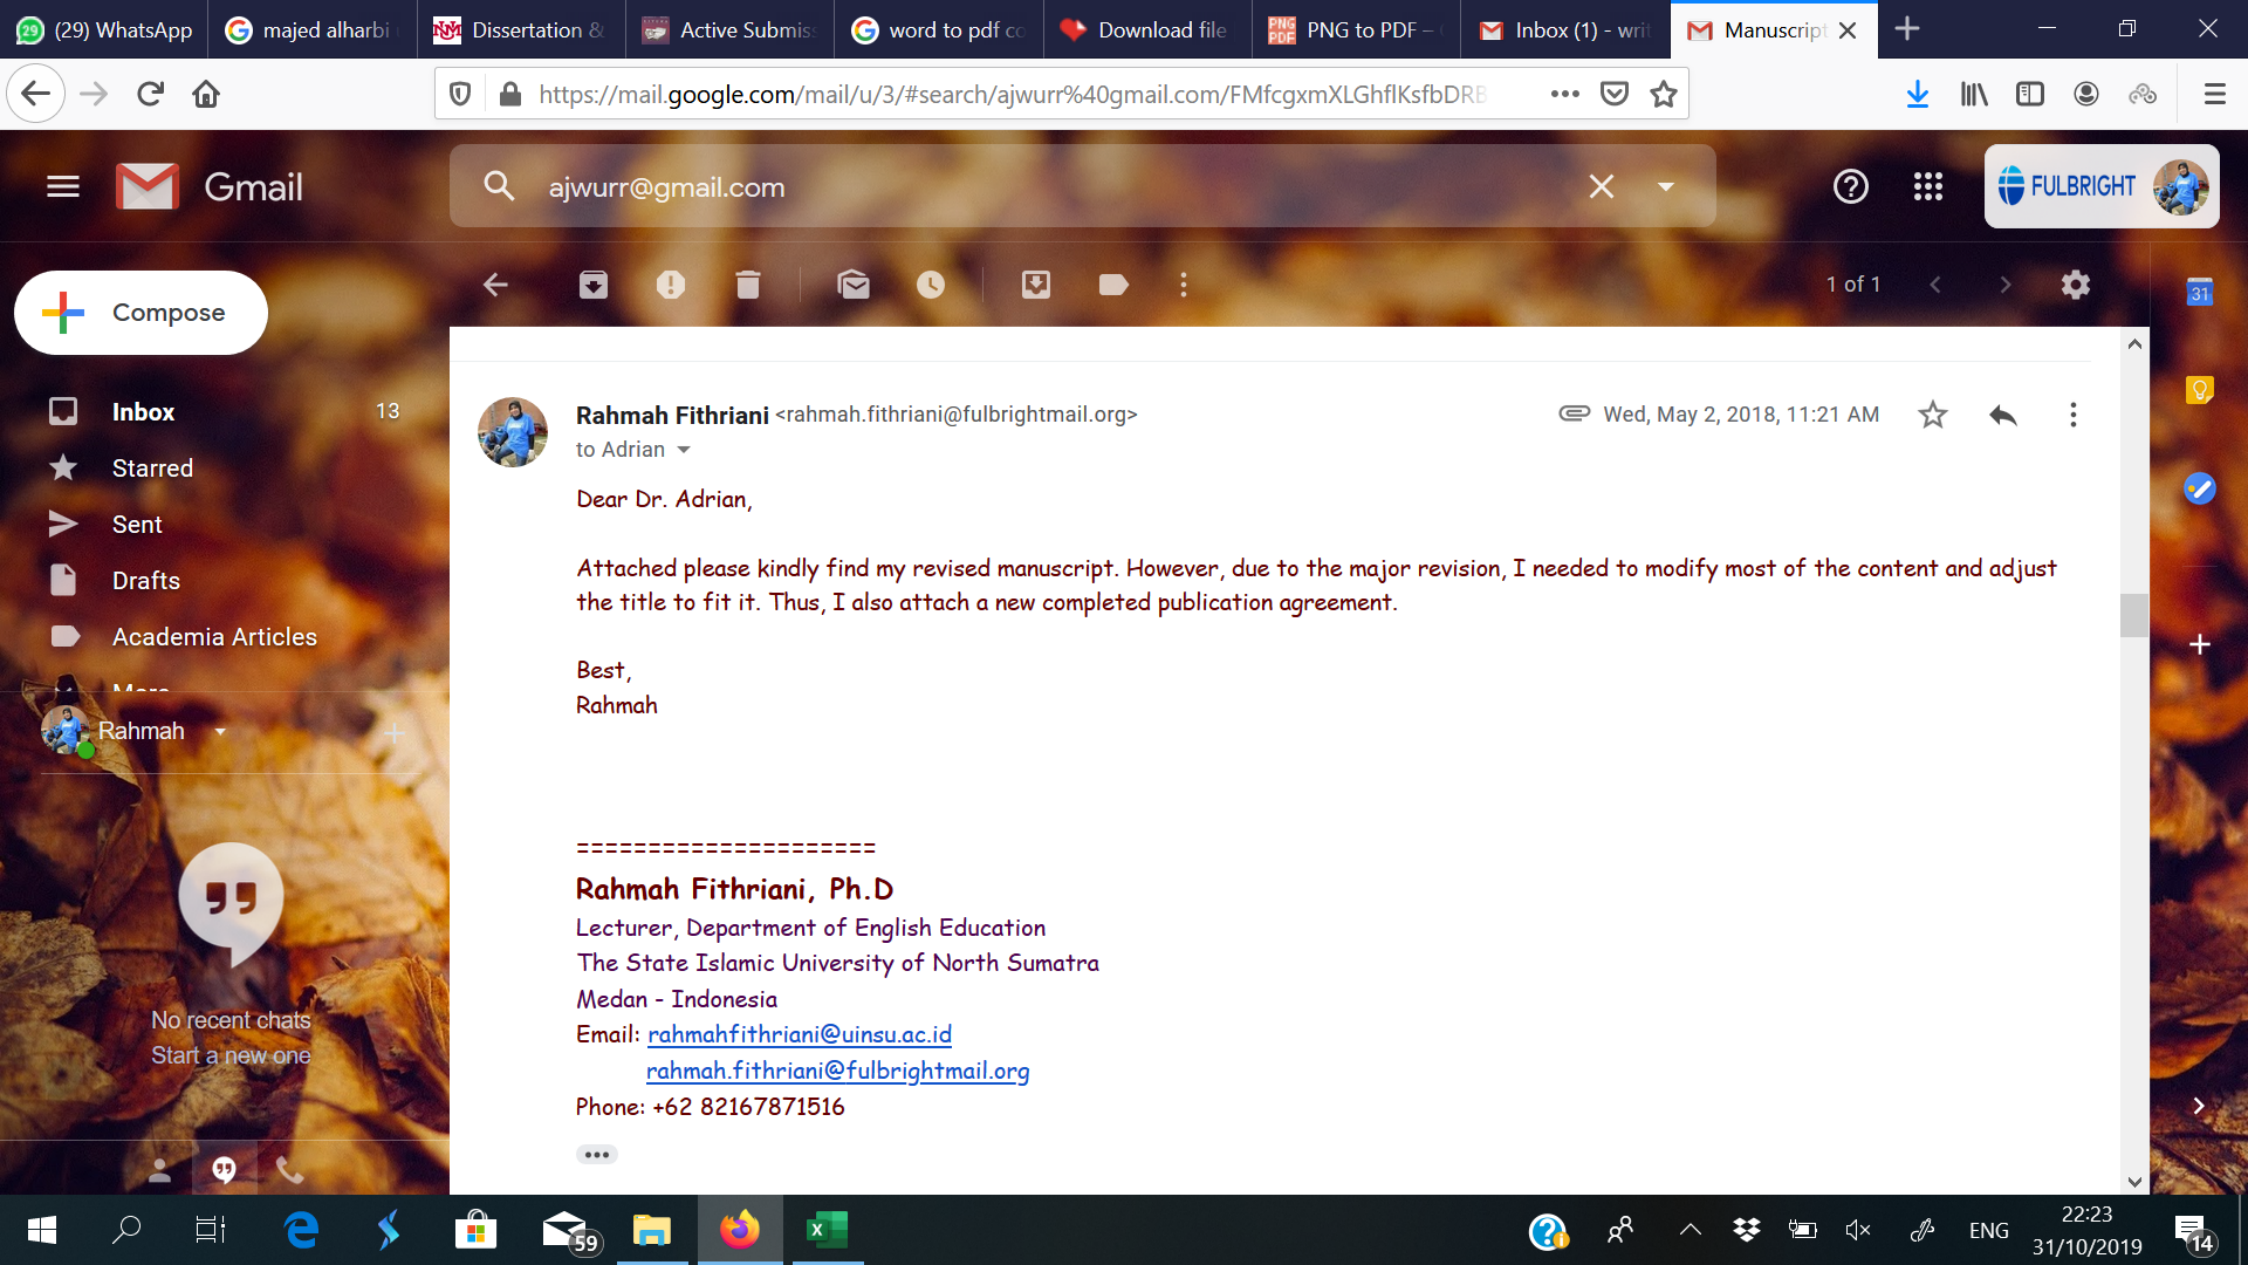 (29) WhatsApp
majed alharbi
Dissertation &
Active Submiss
word to pdf co
Download file
PNG to PDF –
Inbox (1) - writ
Manuscript
https://mail.google.com/mail/u/3/#search/ajwurr%40gmail.com/FMfcgxmXLGhflKsfbDRB
Gmail
ajwurr@gmail.com
FULBRIGHT
Compose
1 of 1
31
Inbox 13
Starred
Sent
Drafts
Academia Articles
More
Rahmah
No recent chats
Start a new one
Rahmah Fithriani <rahmah.fithriani@fulbrightmail.org>
Wed, May 2, 2018, 11:21 AM
to Adrian
Dear Dr. Adrian,
Attached please kindly find my revised manuscript. However, due to the major revision, I needed to modify most of the content and adjust
the title to fit it. Thus, I also attach a new completed publication agreement.
Best,
Rahmah
=====================
Rahmah Fithriani, Ph.D
Lecturer, Department of English Education
The State Islamic University of North Sumatra
Medan - Indonesia
Email: rahmahfithriani@uinsu.ac.id
rahmah.fithriani@fulbrightmail.org
Phone: +62 82167871516
59
ENG
22:23
31/10/2019
14